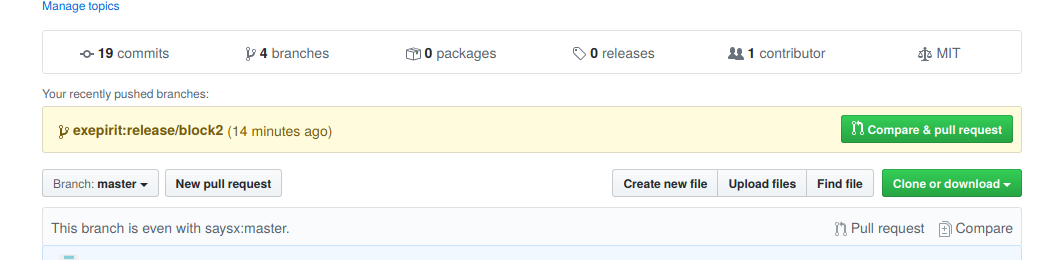 Manage topics
19 commits 4 branches 0 packages 0 releases 1 contributor MIT
Your recently pushed branches:
exepirit:release/block2 (14 minutes ago) Compare & pull request
Branch: master New pull request Create new file Upload files Find file Clone or download
This branch is even with saysx:master. Pull request Compare